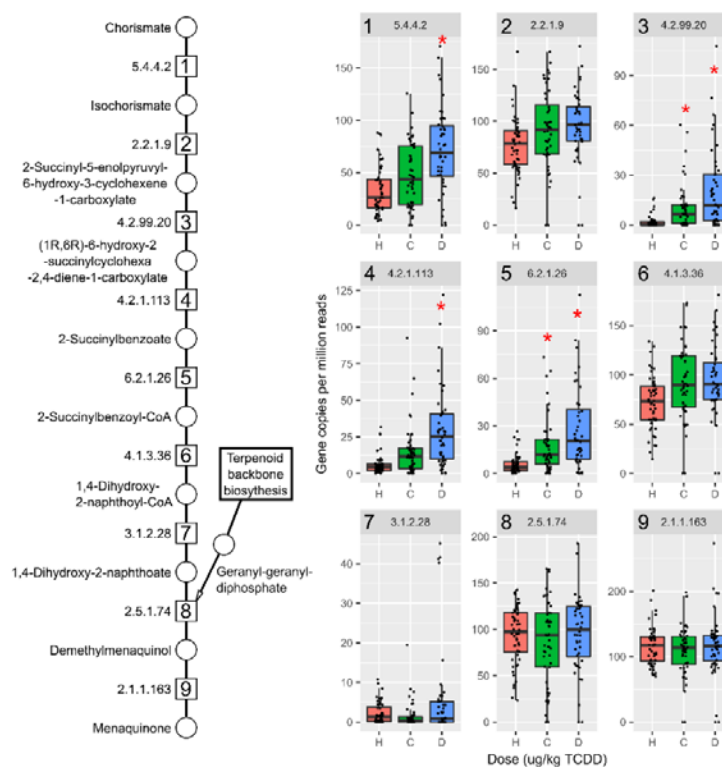 Chorismate
5.4.4.2
1
Isochorismate
2.2.1.9
2
2-Succinyl-5-enolpyruvyl-
6-hydroxy-3-cyclohexene
-1-carboxylate
4.2.99.20
3
(1R,6R)-6-hydroxy-2
-succinylcyclohexa
-2,4-diene-1-carboxylate
4.2.1.113
4
2-Succinylbenzoate
6.2.1.26
5
2-Succinylbenzoyl-CoA
4.1.3.36
6
Terpenoid
backbone
biosythesis
1,4-Dihydroxy-
2-naphthoyl-CoA
3.1.2.28
7
1,4-Dihydroxy-2-naphthoate
Geranyl-geranyl-
diphosphate
2.5.1.74
8
Demethylmenaquinol
2.1.1.163
9
Menaquinone
Gene copies per million reads
1 5.4.4.2
*
150
100
50
0
H C D
2 2.2.1.9
150
100
50
0
H C D
3 4.2.99.20
* *
90
60
30
0
H C D
4 4.2.1.113
*
125
100
75
50
25
0
H C D
5 6.2.1.26
* *
90
60
30
0
H C D
6 4.1.3.36
150
100
50
0
H C D
7 3.1.2.28
40
30
20
10
0
H C D
8 2.5.1.74
200
150
100
50
0
H C D
9 2.1.1.163
200
100
0
H C D
Dose (ug/kg TCDD)